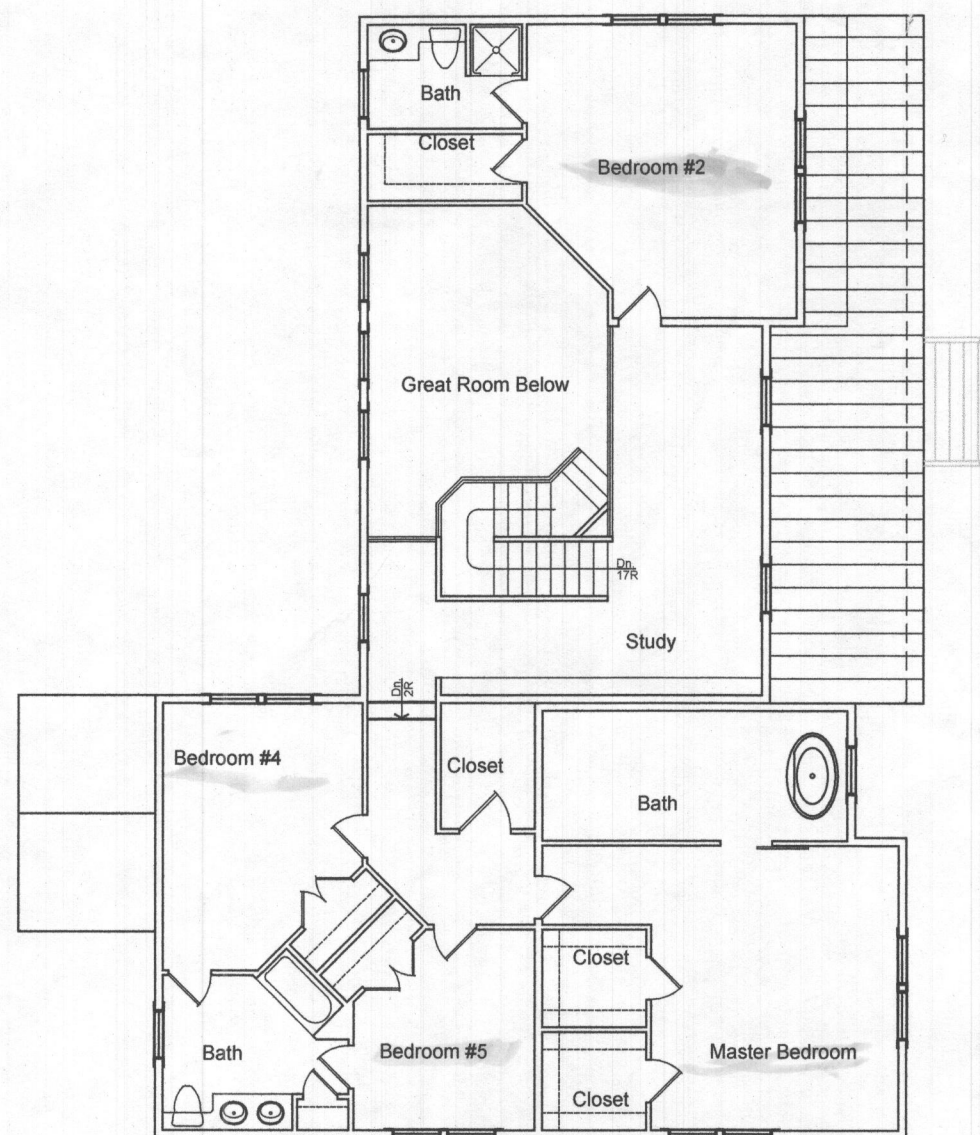 Bath
Closet
Bedroom #2
Great Room Below
Dn.
17R
Study
Dn.
2R
Bedroom #4
Closet
Bath
Closet
Bath
Bedroom #5
Master Bedroom
Closet